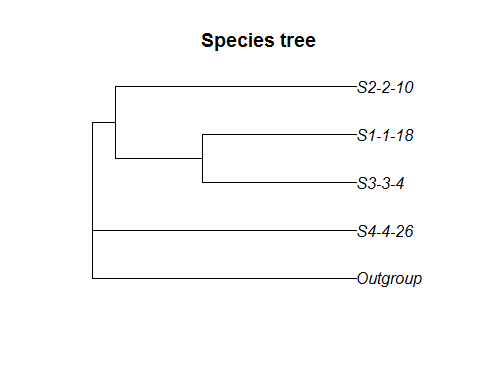 Species tree
S2-2-10
S1-1-18
S3-3-4
S4-4-26
Outgroup